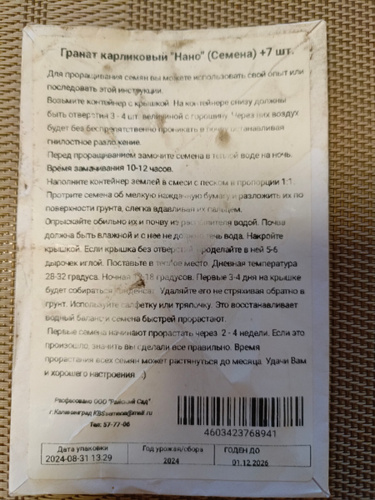 Гранат карликовый "Нано" (Семена) +7 шт.
Для проращивания семян вы можете использовать свой опыт или
последовать этой инструкции.
Возьмите контейнер с крышкой. На контейнере снизу должны
быть отверстия 3 - 4 шт. величиной с горошину. Через них воздух
будет без беспрепятственно проникать в почву останавливая
гнилостное разложение.
Перед проращиванием замочите семена в теплой воде на ночь.
Время замачивания 10-12 часов.
Наполните контейнер землей в смеси с песком в пропорции 1:1.
Протрите семена об мелкую наждачную бумагу и разложить их по
поверхности грунта, слегка вдавливая их пальцем.
Опрыскайте обильно их и почву из распылителя водой. Почва
должна быть влажной и с нее не должна течь вода. Накройте
крышкой. Если крышка без отверстий проделайте в ней 5-6
дырочек иглой. Поставьте в теплое место. Дневная температура
28-32 градуса. Ночная 18 градусов. Первые 3-4 дня на крышке
будет собираться конденсат. Удаляйте его не стряхивая обратно в
грунт. Используйте салфетку или тряпочку. Это восстанавливает
водный баланс и семена быстрей прорастают.
Первые семена начинают прорастать через 2 - 4 недели. Если это
произошло, значить вы сделали все правильно. Время
прорастания всех семян может растянуться до месяца. Удачи Вам
и хорошего настроения :)
Расфасовано ООО "Райский Сад"
г. Калининград KBSsemena@mail.ru
Тел: 57-77-86
4603423768941
Дата упаковки Год урожая/сбора ГОДЕН ДО
2024-08-31 13:29 2024 01.12.2026